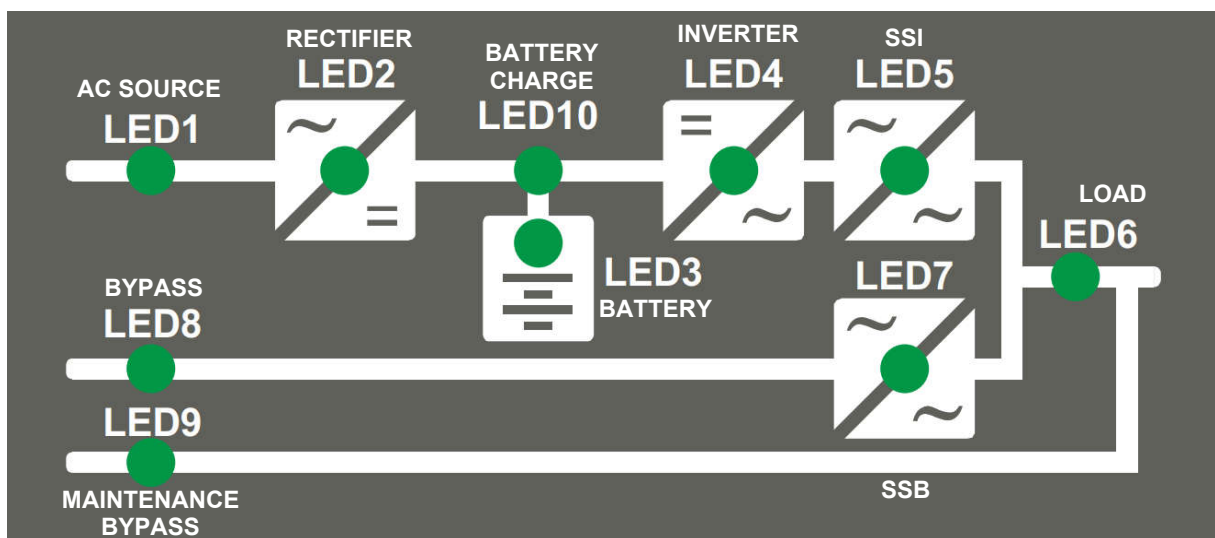 RECTIFIER
LED2
BATTERY
CHARGE
LED10
INVERTER
LED4
SSI
LED5
AC SOURCE
LED1
LOAD
LED6
LED3
BATTERY
BYPASS
LED8
LED7
LED9
MAINTENANCE
BYPASS
SSB